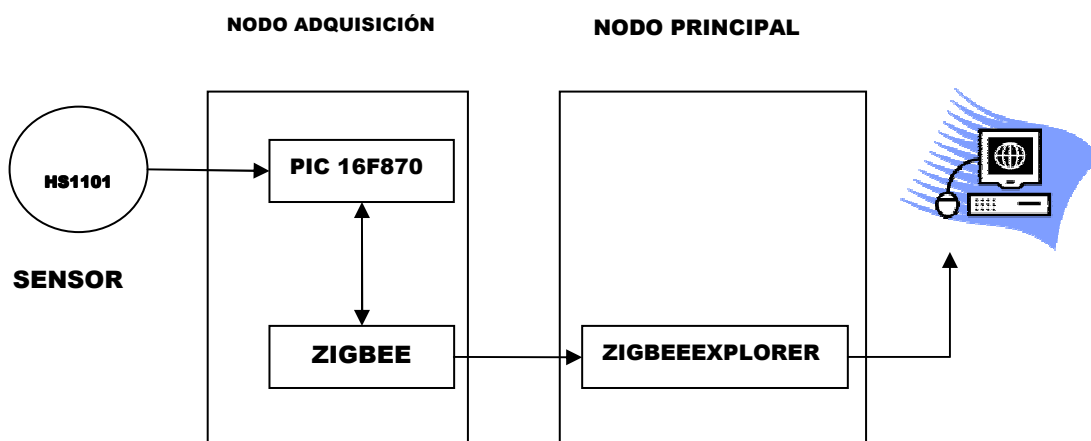 NODO ADQUISICIÓN
NODO PRINCIPAL
HS1101
PIC 16F870
SENSOR
ZIGBEE
ZIGBEEEXPLORER